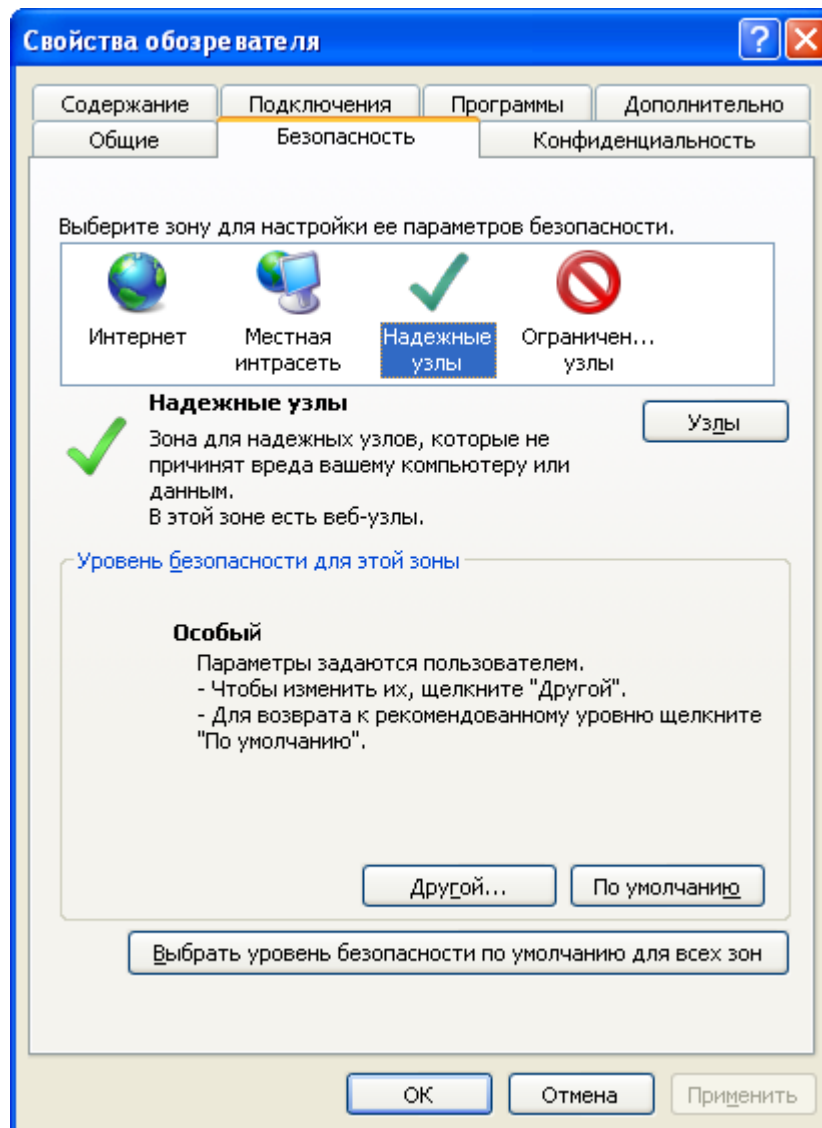 Свойства обозревателя
Содержание Подключения Программы Дополнительно
Общие Безопасность Конфиденциальность
Выберите зону для настройки ее параметров безопасности.
Интернет Местная интрасеть Надежные узлы Ограничен... узлы
Надежные узлы
Узлы
Зона для надежных узлов, которые не
причинят вреда вашему компьютеру или
данным.
В этой зоне есть веб-узлы.
Уровень безопасности для этой зоны
Особый
Параметры задаются пользователем.
- Чтобы изменить их, щелкните "Другой".
- Для возврата к рекомендованному уровню щелкните
"По умолчанию".
Другой... По умолчанию
Выбрать уровень безопасности по умолчанию для всех зон
ОК Отмена Применить